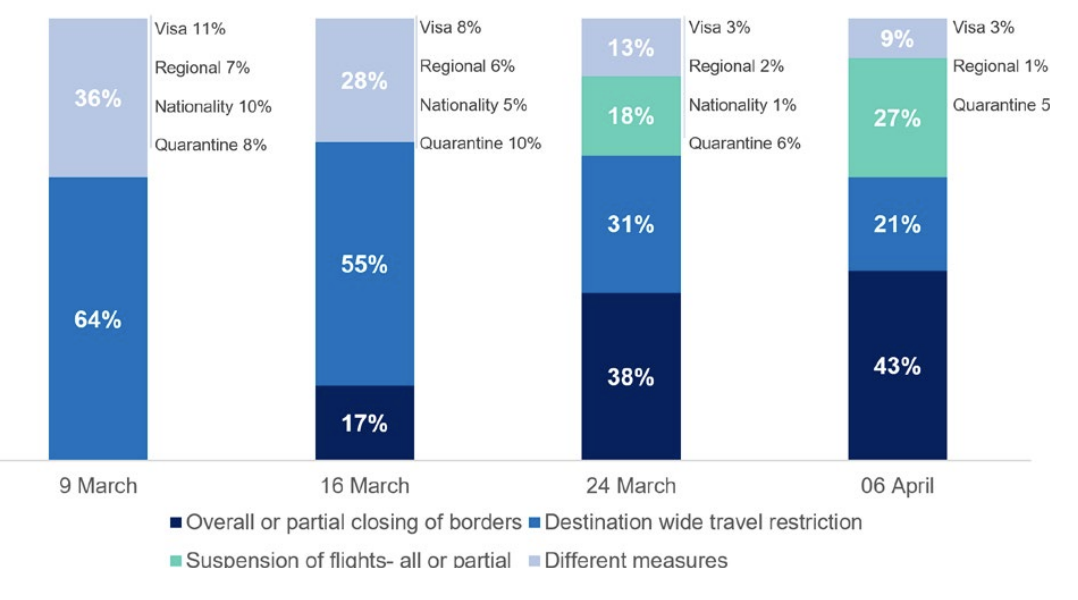 Visa 11%
Regional 7%
Nationality 10%
Quarantine 8%
36%
64%
Visa 8%
Regional 6%
Nationality 5%
Quarantine 10%
28%
55%
17%
Visa 3%
Regional 2%
Nationality 1%
Quarantine 6%
13%
18%
31%
38%
Visa 3%
Regional 1%
Quarantine 5
9%
27%
21%
43%
9 March
16 March
24 March
06 April
Overall or partial closing of borders
Destination wide travel restriction
Suspension of flights- all or partial
Different measures